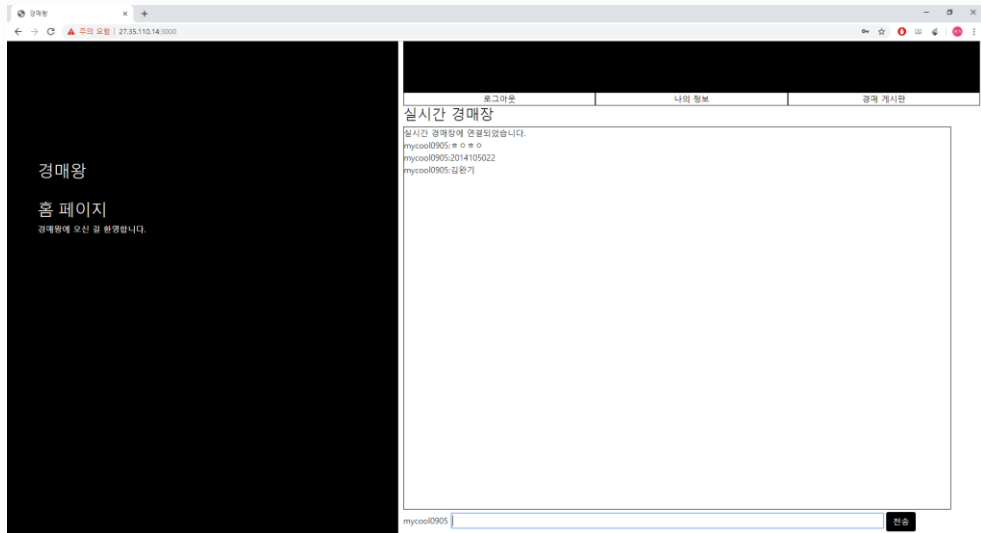 경매왕
주의 요함 | 27.35.110.14:3000
경매왕
홈 페이지
경매왕에 오신 걸 환영합니다.
로그아웃 나의 정보 경매 게시판
실시간 경매장
실시간 경매장에 연결되었습니다.
mycool0905:ㅎㅇㅎㅇ
mycool0905:2014105022
mycool0905:김완기
mycool0905 전송